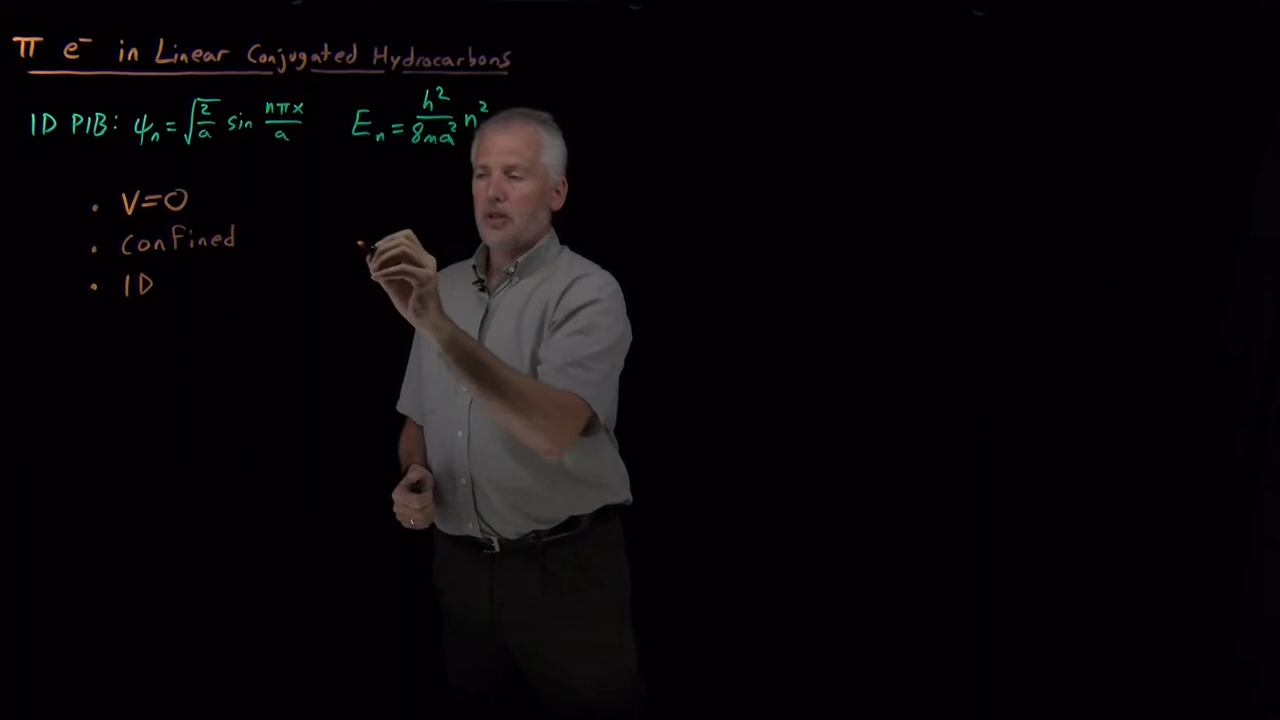 π e⁻ in Linear Conjugated Hydrocarbons
1D PIB: ψₙ = √(2/a) sin nπx/a    Eₙ = h²/8ma² n²
• V=0
• Confined
• 1D